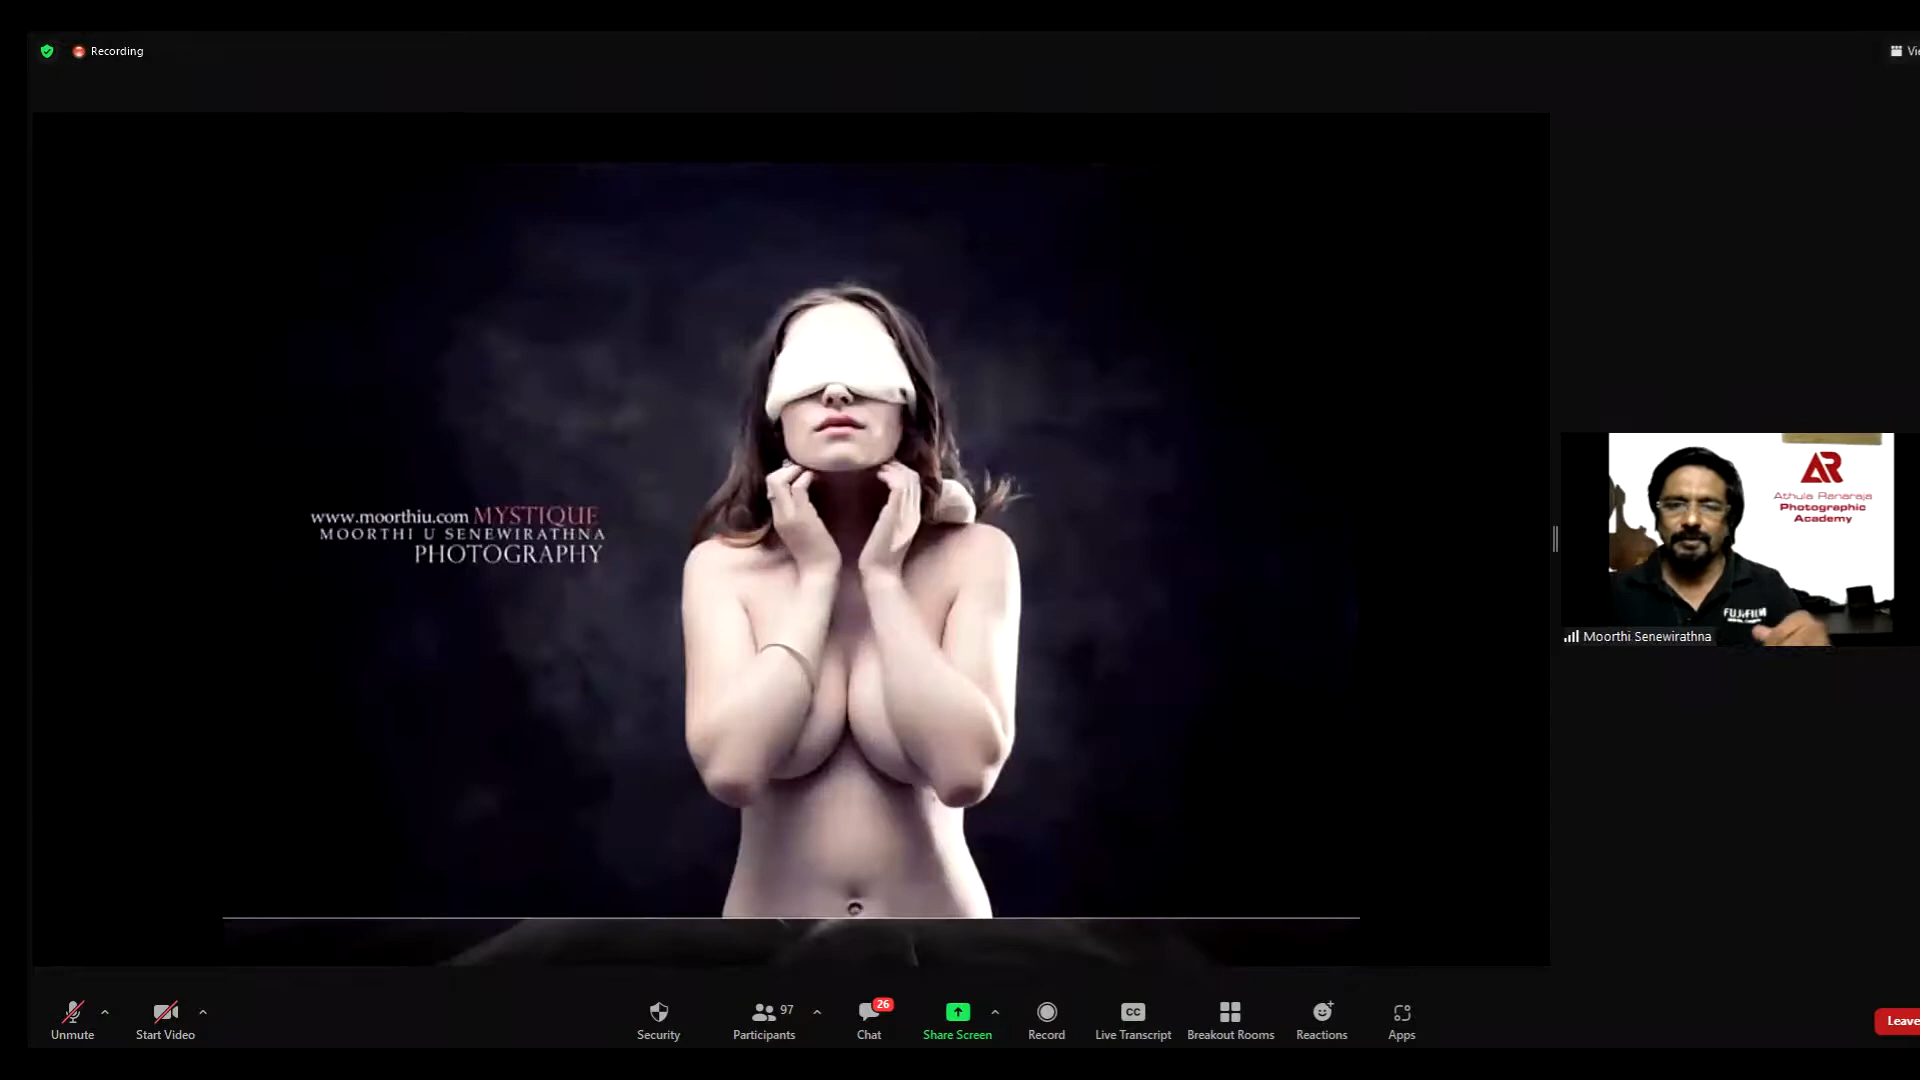 Recording
www.moorthiu.com MYSTIQUE
MOORTHI U SENEWIRATHNA
PHOTOGRAPHY
AR
Athula Ranaraja
Photographic
Academy
FUJIFILM
Moorthi Senewirathna
Unmute
Start Video
Security
97
Participants
26
Chat
Share Screen
Record
CC
Live Transcript
Breakout Rooms
Reactions
Apps
Leave